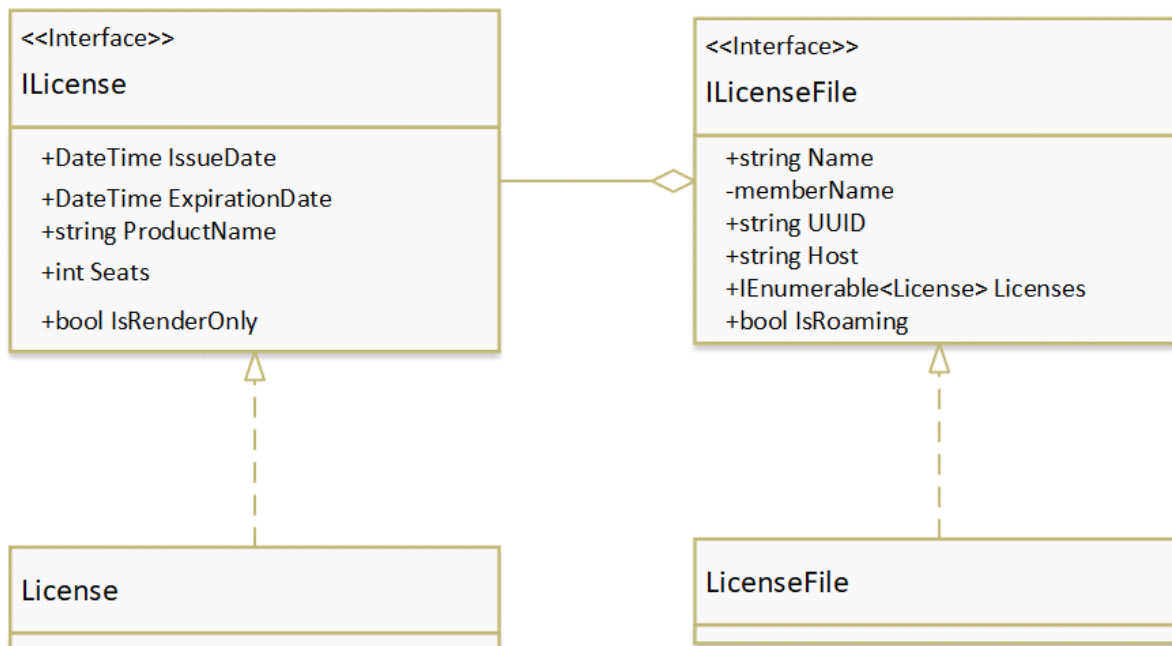 <<Interface>>
ILicense
+DateTime IssueDate
+DateTime ExpirationDate
+string ProductName
+int Seats
+bool IsRenderOnly
<<Interface>>
ILicenseFile
+string Name
-memberName
+string UUID
+string Host
+IEnumerable<License> Licenses
+bool IsRoaming
License
LicenseFile